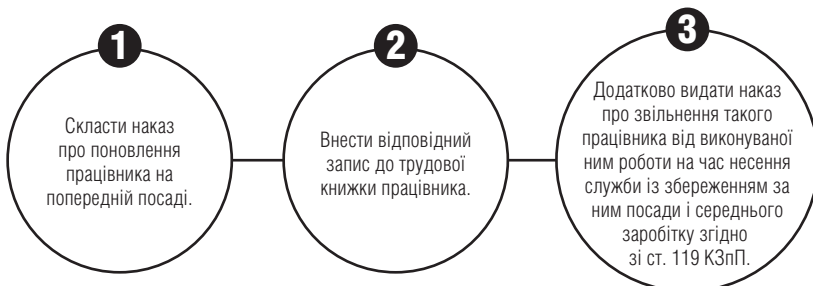 1
Скласти наказ
про поновлення
працівника на
попередній посаді.
2
Внести відповідний
запис до трудової
книжки працівника.
3
Додатково видати наказ
про звільнення такого
працівника від виконуваної
ним роботи на час несення
служби із збереженням за
ним посади і середнього
заробітку згідно
зі ст. 119 КЗпП.